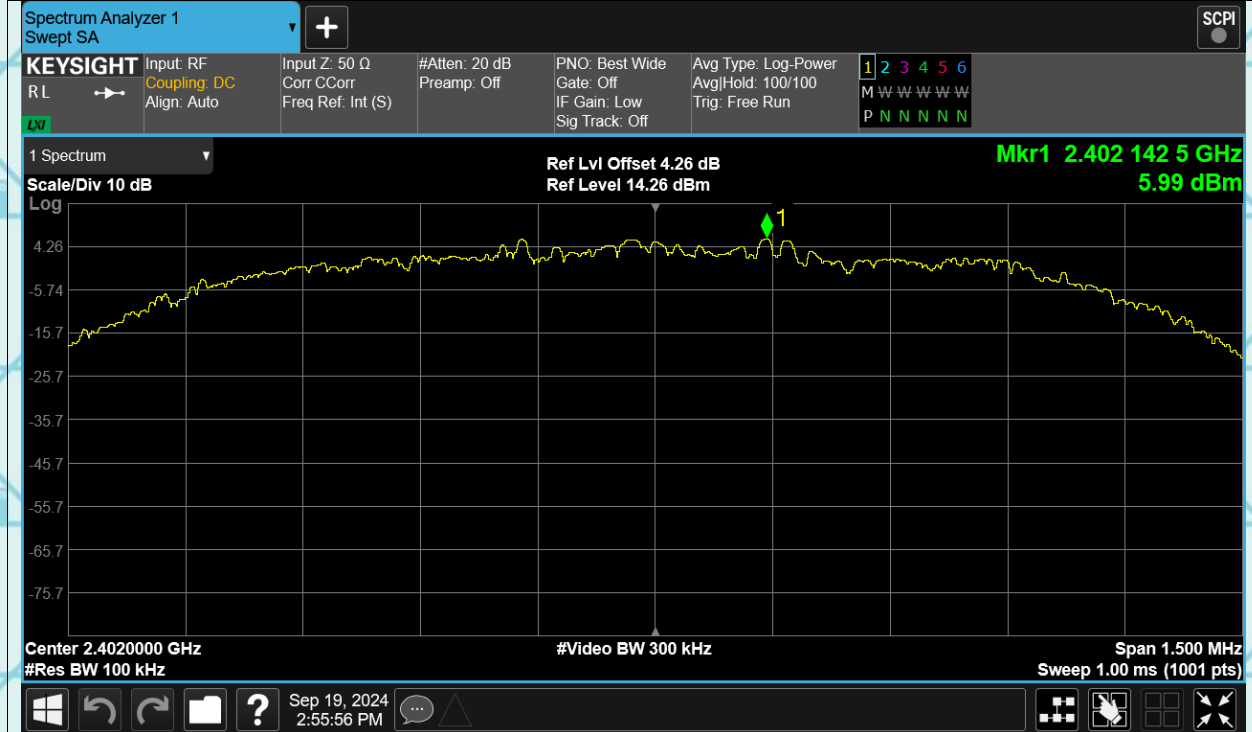 Spectrum Analyzer 1
Swept SA
SCPI
KEYSIGHT
R L
LXI
Input: RF
Coupling: DC
Align: Auto
Input Z: 50 Ω
Corr CCorr
Freq Ref: Int (S)
#Atten: 20 dB
Preamp: Off
PNO: Best Wide
Gate: Off
IF Gain: Low
Sig Track: Off
Avg Type: Log-Power
Avg|Hold: 100/100
Trig: Free Run
1 2 3 4 5 6
M W W W W W
P N N N N N
1 Spectrum
Scale/Div 10 dB
Ref Lvl Offset 4.26 dB
Ref Level 14.26 dBm
Mkr1 2.402 142 5 GHz
5.99 dBm
Log
1
4.26
-5.74
-15.7
-25.7
-35.7
-45.7
-55.7
-65.7
-75.7
Center 2.4020000 GHz
#Video BW 300 kHz
Span 1.500 MHz
#Res BW 100 kHz
Sweep 1.00 ms (1001 pts)
?
Sep 19, 2024
2:55:56 PM